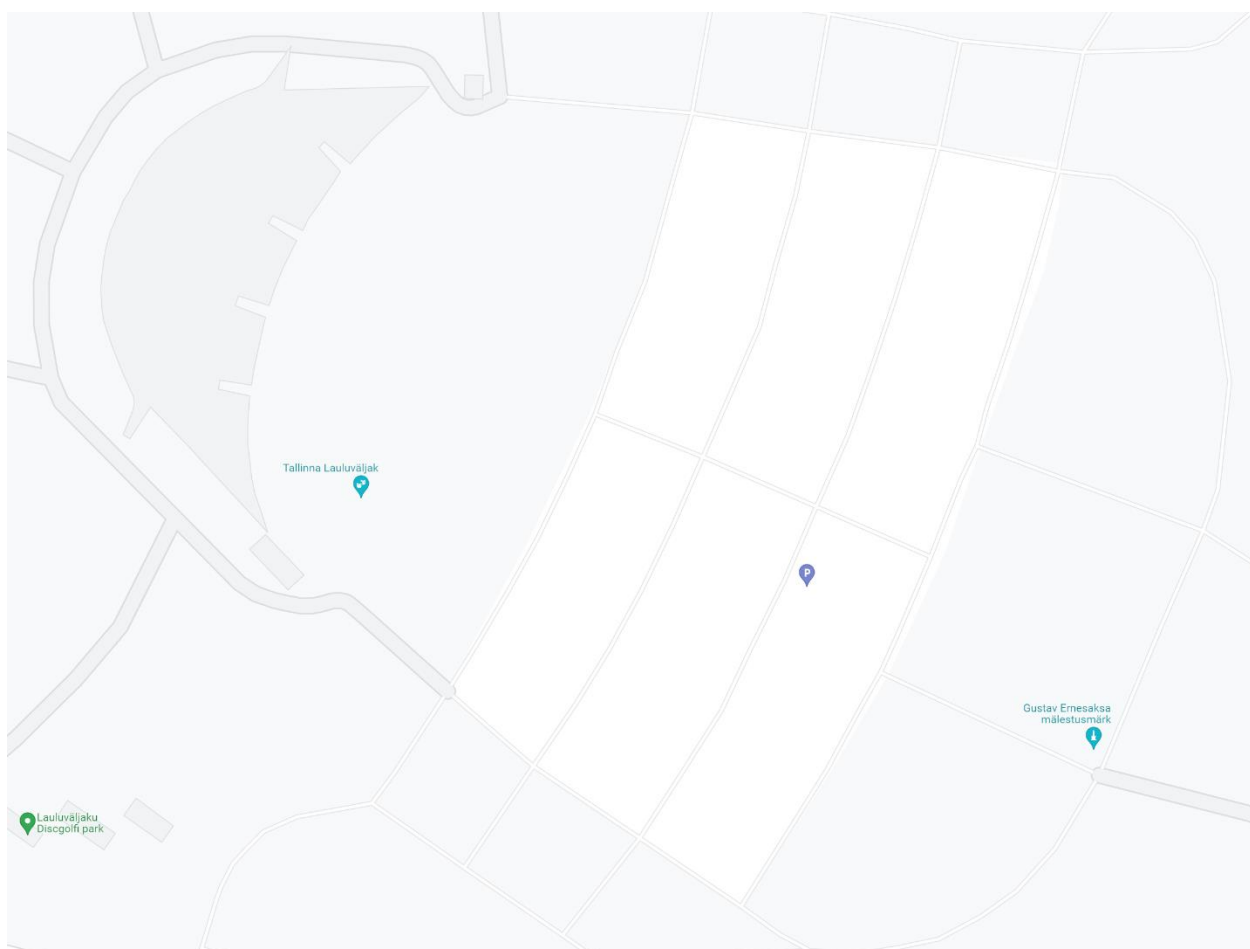 Tallinna Lauluväljak
P
Gustav Ernesaksa
mälestusmärk
Lauluväljaku
Discgolfi park